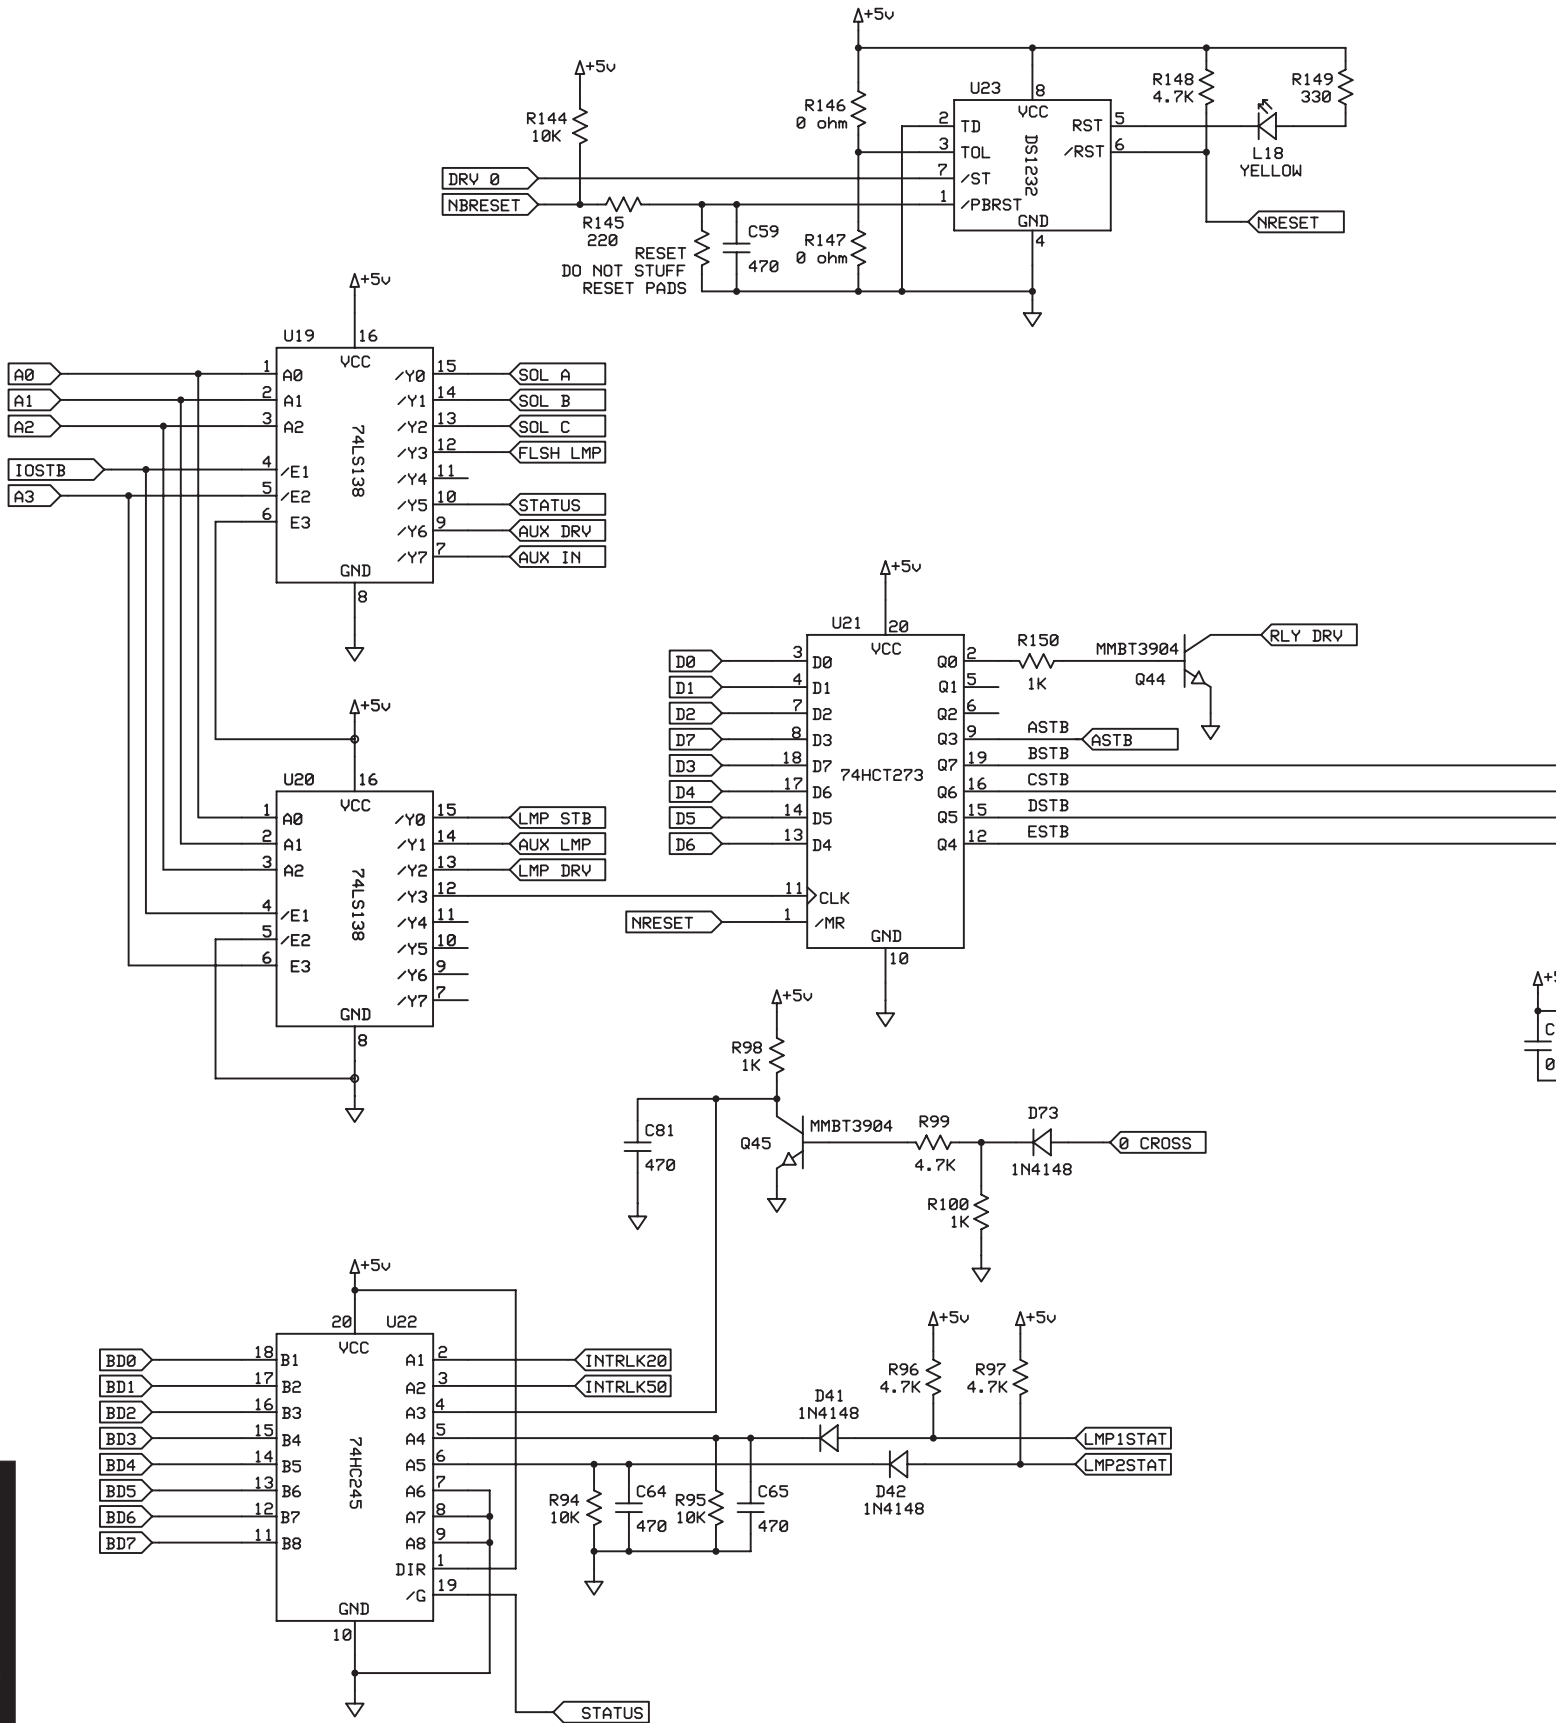 +5v
+5v
R144
10K
R146
0 ohm
U23
8
VCC
2 TD
3 TOL
7 /ST
1 /PBRST
DS1232
RST 5
/RST 6
GND
4
R148
4.7K
R149
330
L18
YELLOW
NRESET
DRV 0
NBRESET
R145
220
RESET
DO NOT STUFF
RESET PADS
C59
470
R147
0 ohm
+5v
U19
16
VCC
A0
A1
A2
IOSTB
A3
1 A0
2 A1
3 A2
4 /E1
5 /E2
6 E3
74LS138
/Y0 15
/Y1 14
/Y2 13
/Y3 12
/Y4 11
/Y5 10
/Y6 9
/Y7 7
GND
8
SOL A
SOL B
SOL C
FLSH LMP
STATUS
AUX DRV
AUX IN
+5v
U20
16
VCC
1 A0
2 A1
3 A2
4 /E1
5 /E2
6 E3
74LS138
/Y0 15
/Y1 14
/Y2 13
/Y3 12
/Y4 11
/Y5 10
/Y6 9
/Y7 7
GND
8
LMP STB
AUX LMP
LMP DRV
+5v
U21
20
VCC
D0
D1
D2
D7
D3
D4
D5
D6
NRESET
3 D0
4 D1
7 D2
8 D3
18 D7
17 D6
14 D5
13 D4
11 CLK
1 /MR
74HCT273
Q0 2
Q1 5
Q2 6
Q3 9
Q7 19
Q6 16
Q5 15
Q4 12
GND
10
R150
1K
MMBT3904
Q44
RLY DRV
ASTB
ASTB
BSTB
CSTB
DSTB
ESTB
+5
C
0
+5v
R98
1K
C81
470
Q45
MMBT3904
R99
4.7K
D73
1N4148
0 CROSS
R100
1K
+5v
20
U22
VCC
BD0
BD1
BD2
BD3
BD4
BD5
BD6
BD7
18 B1
17 B2
16 B3
15 B4
14 B5
13 B6
12 B7
11 B8
74HC245
A1 2
A2 3
A3 4
A4 5
A5 6
A6 7
A7 8
A8 9
DIR 1
/G 19
GND
10
INTRLK20
INTRLK50
+5v
+5v
R96
4.7K
R97
4.7K
D41
1N4148
D42
1N4148
LMP1STAT
LMP2STAT
R94
10K
C64
470
R95
10K
C65
470
STATUS